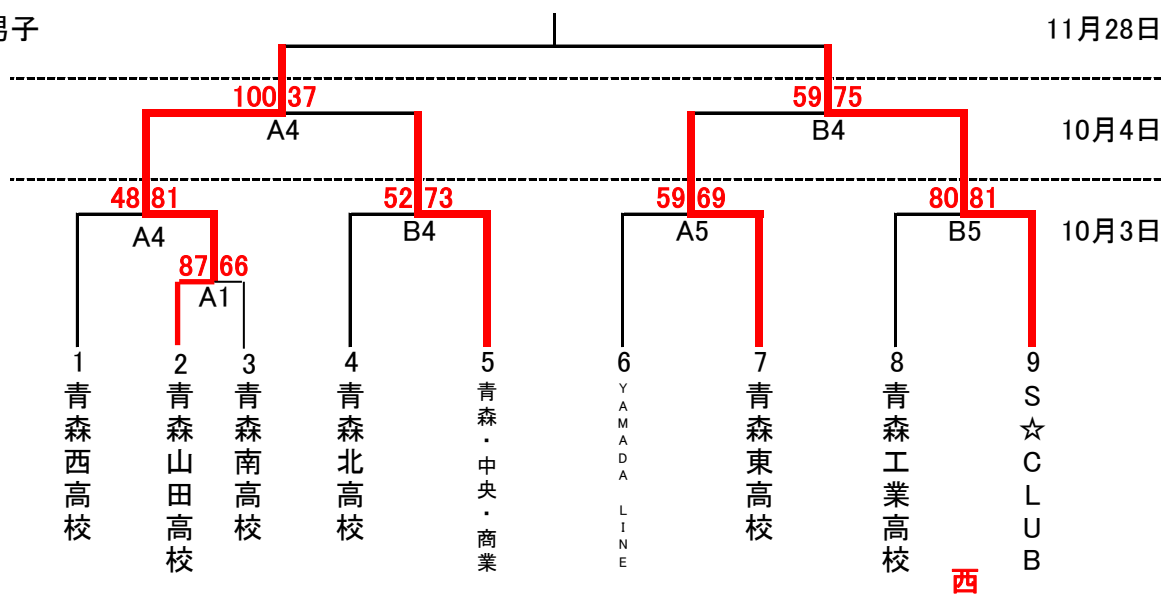 男子
11月28日
100 37
59 75
A4
B4
10月4日
48 81
52 73
59 69
80 81
A4
B4
A5
B5
10月3日
87 66
A1
1
2
3
4
5
6
7
8
9
青森西高校
青森山田高校
青森南高校
青森北高校
青森・中央・商業
YAMADA LINE
青森東高校
青森工業高校
S☆CLUB
西